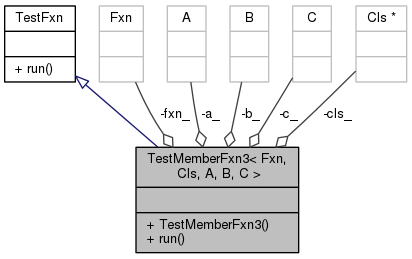 TestFxn
Fxn
A
B
C
Cls *
+ run()
-fxn_
-a_
-b_
-c_
-cls_
TestMemberFxn3< Fxn,
Cls, A, B, C >
+ TestMemberFxn3()
+ run()